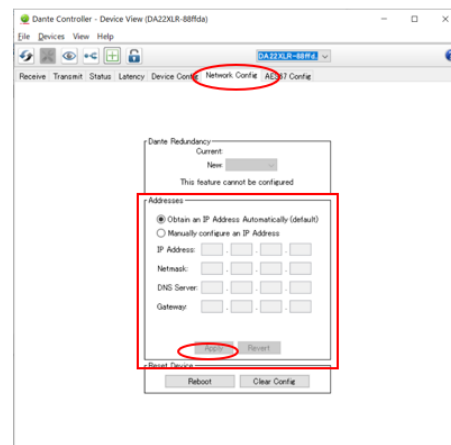 Dante Controller - Device View (DA22XLR-88ffda)
File Devices View Help
DA22XLR-88ffd.
Receive Transmit Status Latency Device Config Network Config AES67 Config
Dante Redundancy
Current:
New:
This feature cannot be configured
Addresses
Obtain an IP Address Automatically (default)
Manually configure an IP Address
IP Address:
Netmask:
DNS Server:
Gateway:
Apply Revert
Reset Device
Reboot Clear Config